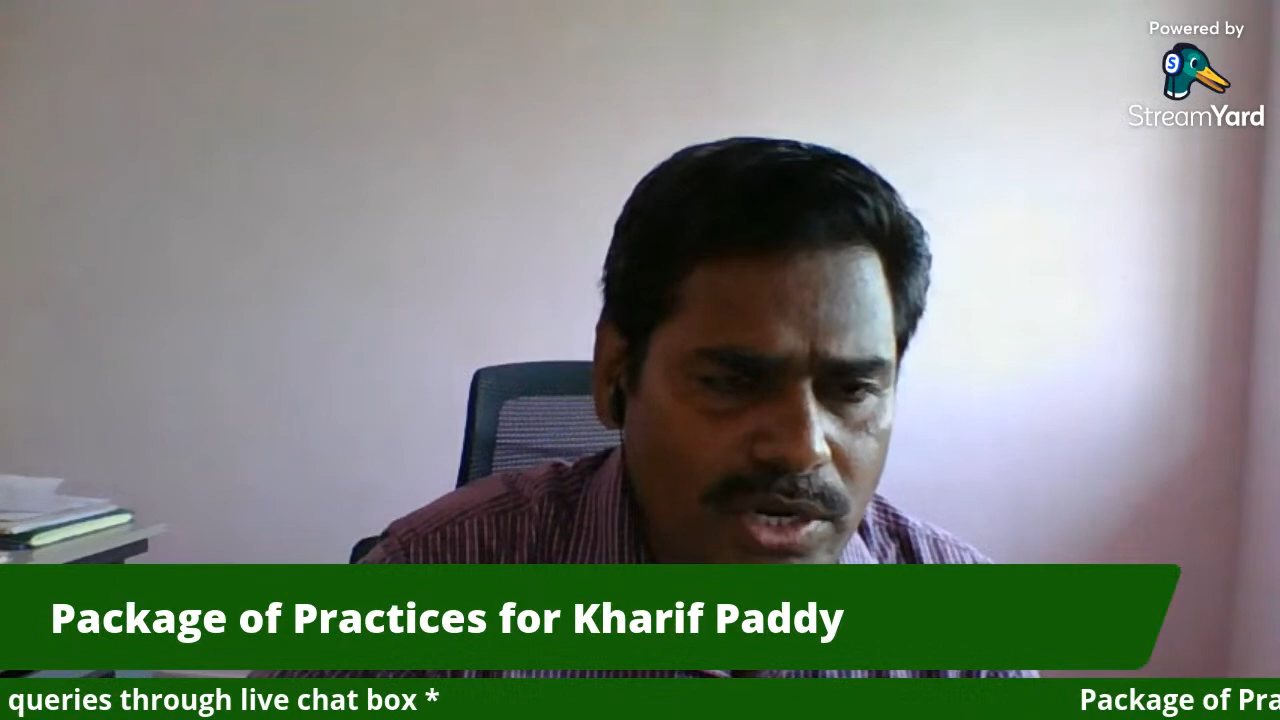 Powered by
S
StreamYard
Package of Practices for Kharif Paddy
queries through live chat box *
Package of Pra